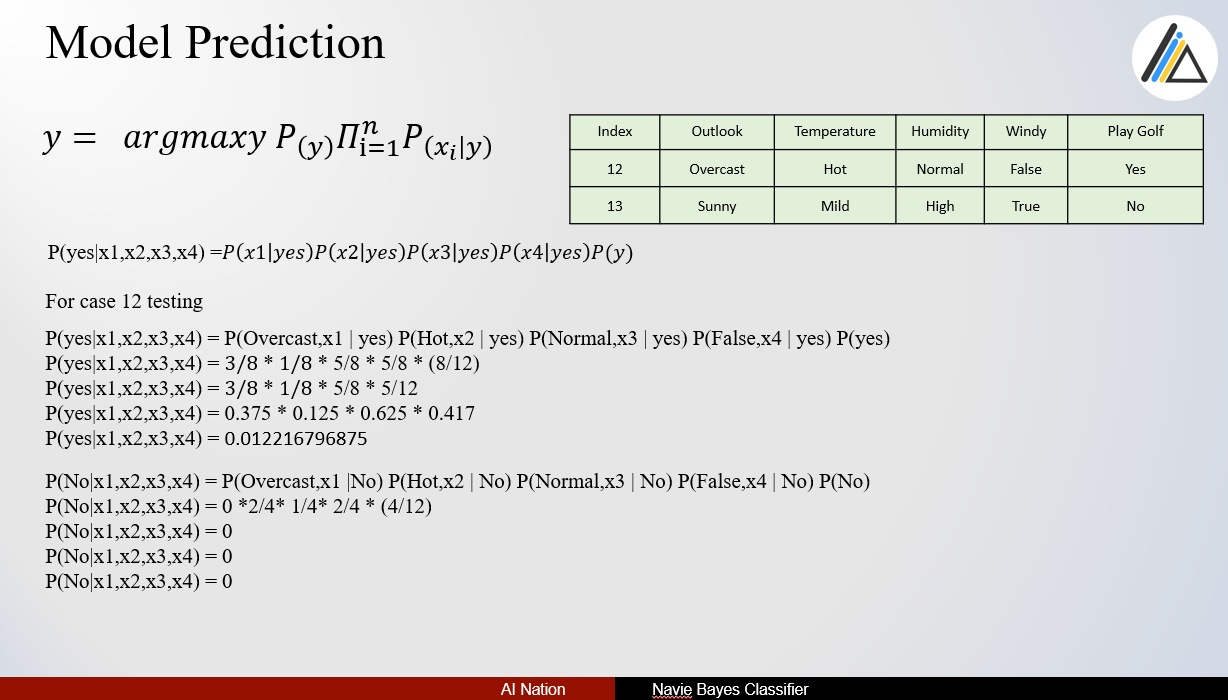 Model Prediction
y = argmaxy P(y)Πⁿi=1P(xi|y)
Index Outlook Temperature Humidity Windy Play Golf
12 Overcast Hot Normal False Yes
13 Sunny Mild High True No
P(yes|x1,x2,x3,x4) =P(x1|yes)P(x2|yes)P(x3|yes)P(x4|yes)P(y)
For case 12 testing
P(yes|x1,x2,x3,x4) = P(Overcast,x1 | yes) P(Hot,x2 | yes) P(Normal,x3 | yes) P(False,x4 | yes) P(yes)
P(yes|x1,x2,x3,x4) = 3/8 * 1/8 * 5/8 * 5/8 * (8/12)
P(yes|x1,x2,x3,x4) = 3/8 * 1/8 * 5/8 * 5/12
P(yes|x1,x2,x3,x4) = 0.375 * 0.125 * 0.625 * 0.417
P(yes|x1,x2,x3,x4) = 0.012216796875
P(No|x1,x2,x3,x4) = P(Overcast,x1 |No) P(Hot,x2 | No) P(Normal,x3 | No) P(False,x4 | No) P(No)
P(No|x1,x2,x3,x4) = 0 *2/4* 1/4* 2/4 * (4/12)
P(No|x1,x2,x3,x4) = 0
P(No|x1,x2,x3,x4) = 0
P(No|x1,x2,x3,x4) = 0
AI Nation
Navie Bayes Classifier